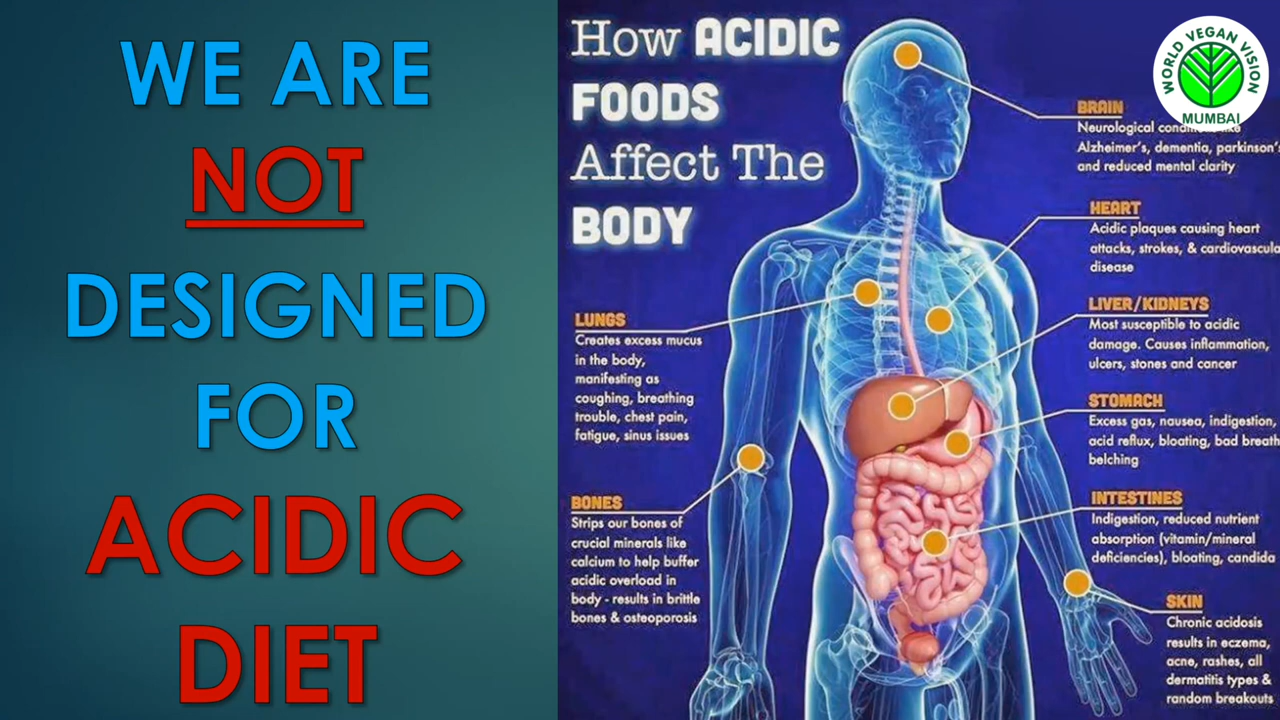 WE ARE
NOT
DESIGNED
FOR
ACIDIC
DIET
How ACIDIC
FOODS
Affect The
BODY
WORLD VEGAN VISION
MUMBAI
BRAIN
Neurological like
Alzheimer's, dementia, parkinson's
and reduced mental clarity
HEART
Acidic plaques causing heart
attacks, strokes, & cardiovascula
disease
LIVER/KIDNEYS
Most susceptible to acidic
damage. Causes inflammation,
ulcers, stones and cancer
STOMACH
Excess gas, nausea, indigestion,
acid reflux, bloating, bad breath
belching
INTESTINES
Indigestion, reduced nutrient
absorption (vitamin/mineral
deficiencies), bloating, candida
SKIN
Chronic acidosis
results in eczema,
acne, rashes, all
dermatitis types &
random breakouts
LUNGS
Creates excess mucus
in the body,
manifesting as
coughing, breathing
trouble, chest pain,
fatigue, sinus issues
BONES
Strips our bones of
crucial minerals like
calcium to help buffer
acidic overload in
body - results in brittle
bones & osteoporosis